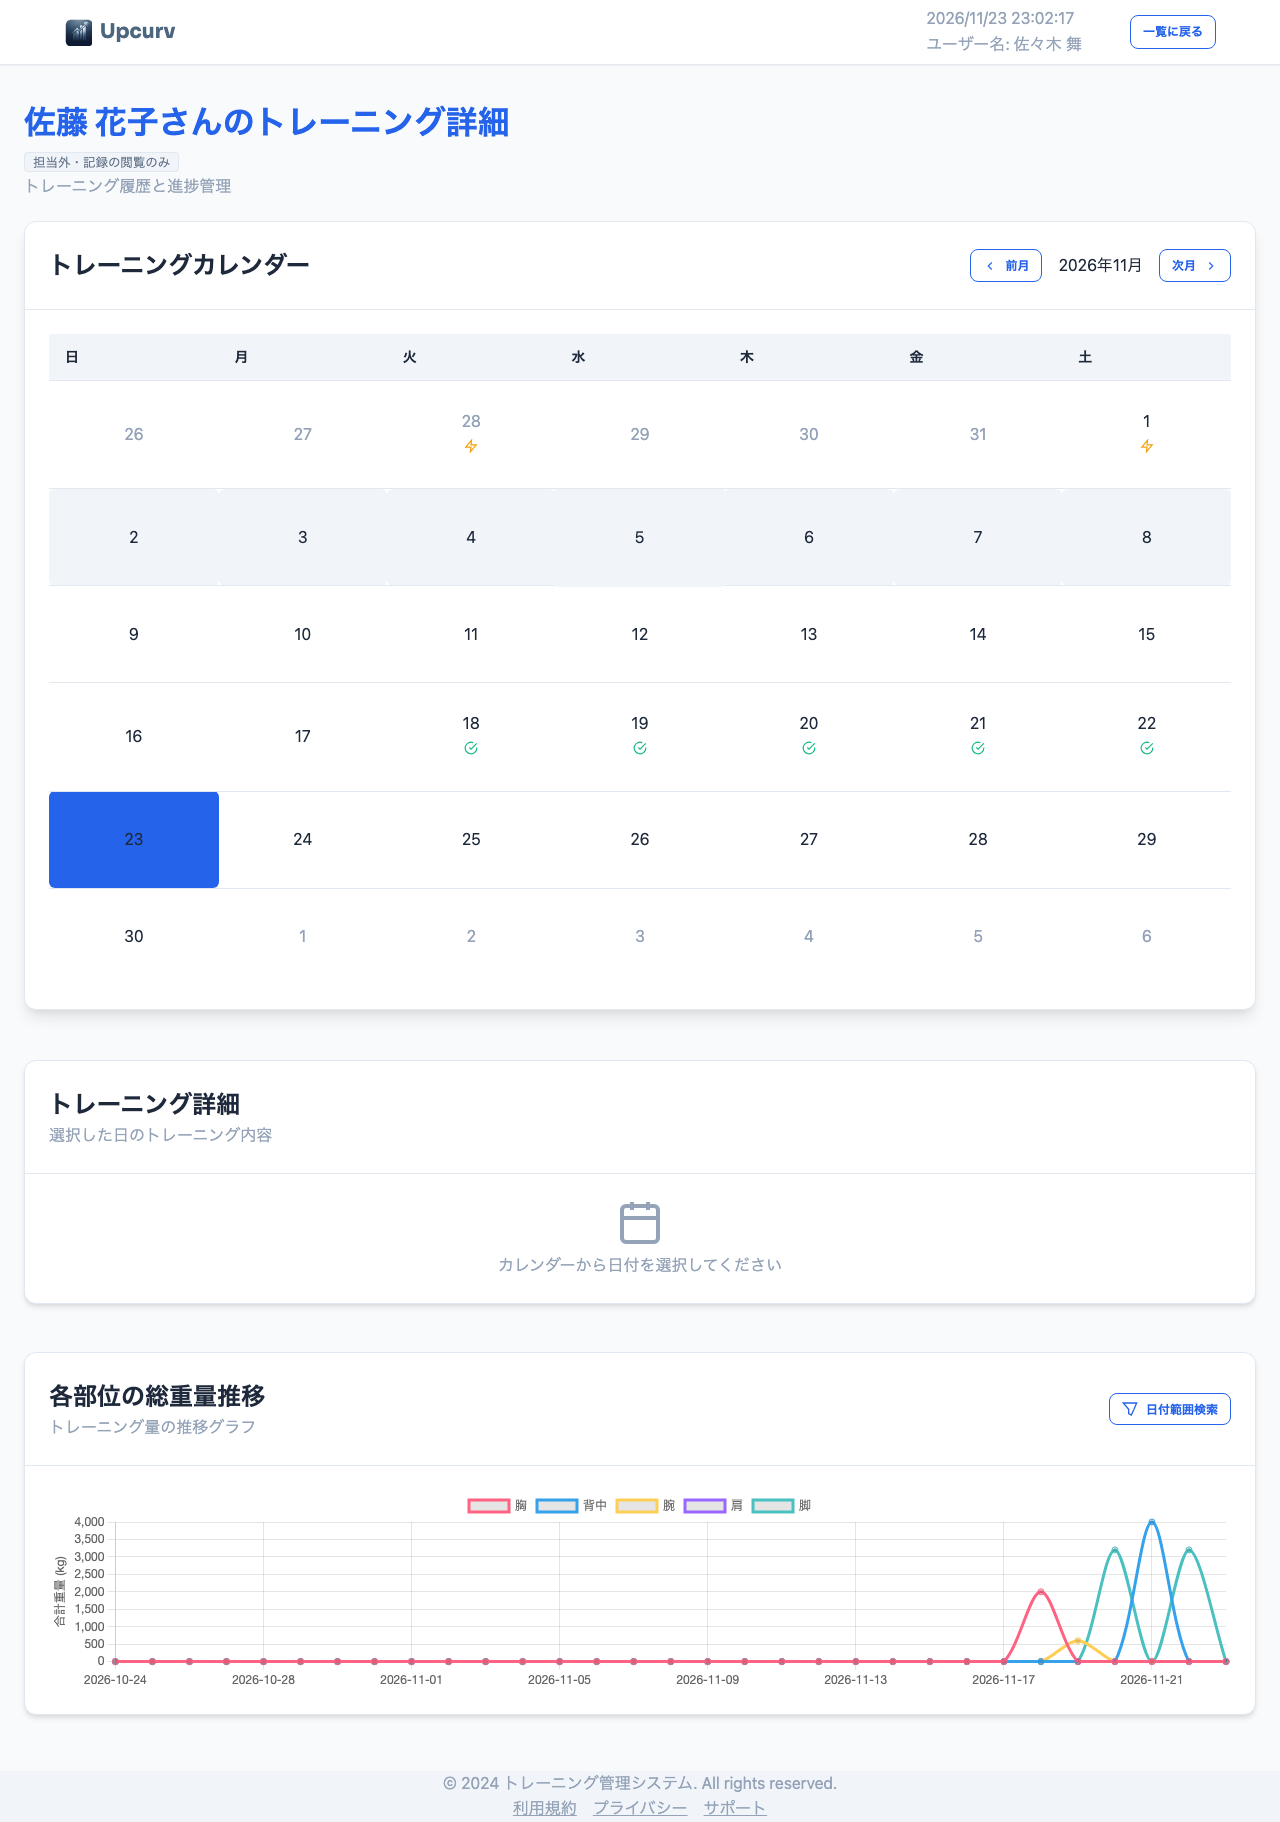 Upcurv
2026/11/23 23:02:17
ユーザー名: 佐々木 舞
一覧に戻る
佐藤 花子さんのトレーニング詳細
担当外・記録の閲覧のみ
トレーニング履歴と進捗管理
トレーニングカレンダー
前月 2026年11月 次月
日 月 火 水 木 金 土
26 27 28 29 30 31 1
2 3 4 5 6 7 8
9 10 11 12 13 14 15
16 17 18 19 20 21 22
23 24 25 26 27 28 29
30 1 2 3 4 5 6
トレーニング詳細
選択した日のトレーニング内容
カレンダーから日付を選択してください
各部位の総重量推移
トレーニング量の推移グラフ
日付範囲検索
胸 背中 腕 肩 脚
合計重量 (kg)
4,000
3,500
3,000
2,500
2,000
1,500
1,000
500
0
2026-10-24 2026-10-28 2026-11-01 2026-11-05 2026-11-09 2026-11-13 2026-11-17 2026-11-21
© 2024 トレーニング管理システム. All rights reserved.
利用規約 プライバシー サポート